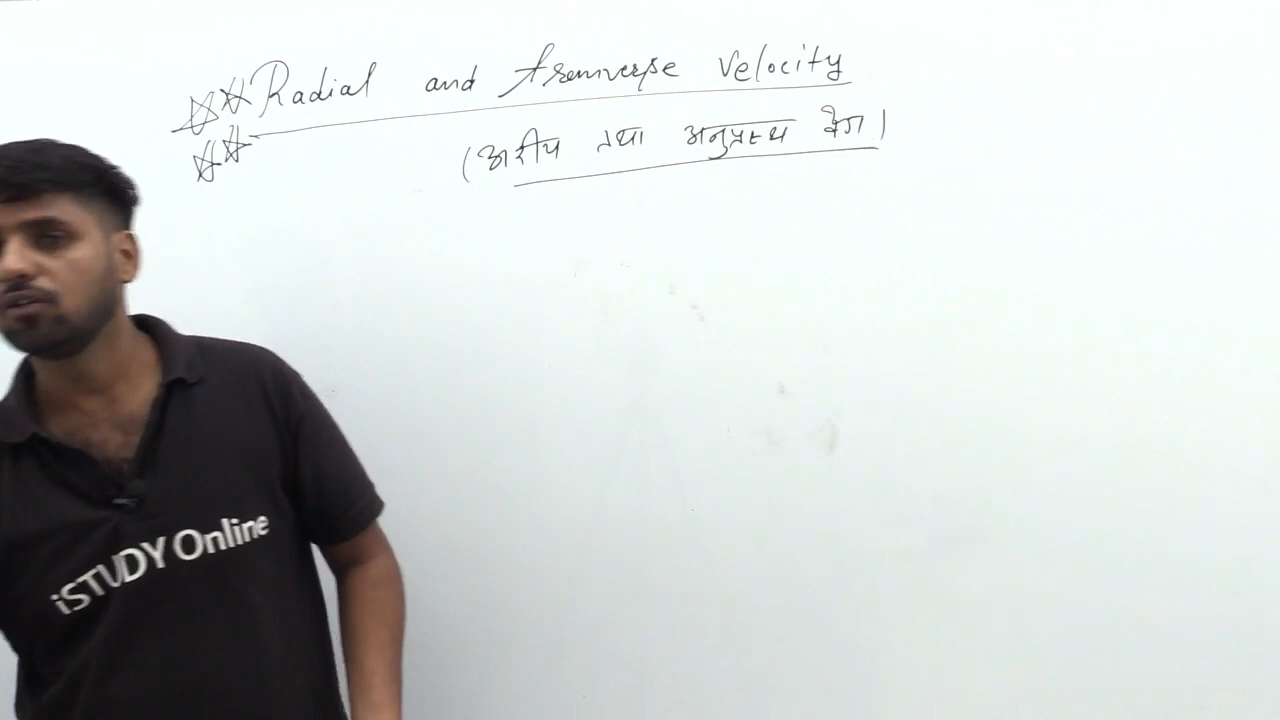 Radial and transverse velocity
(अरीय तथा अनुप्रस्थ वेग)
iSTUDY Online